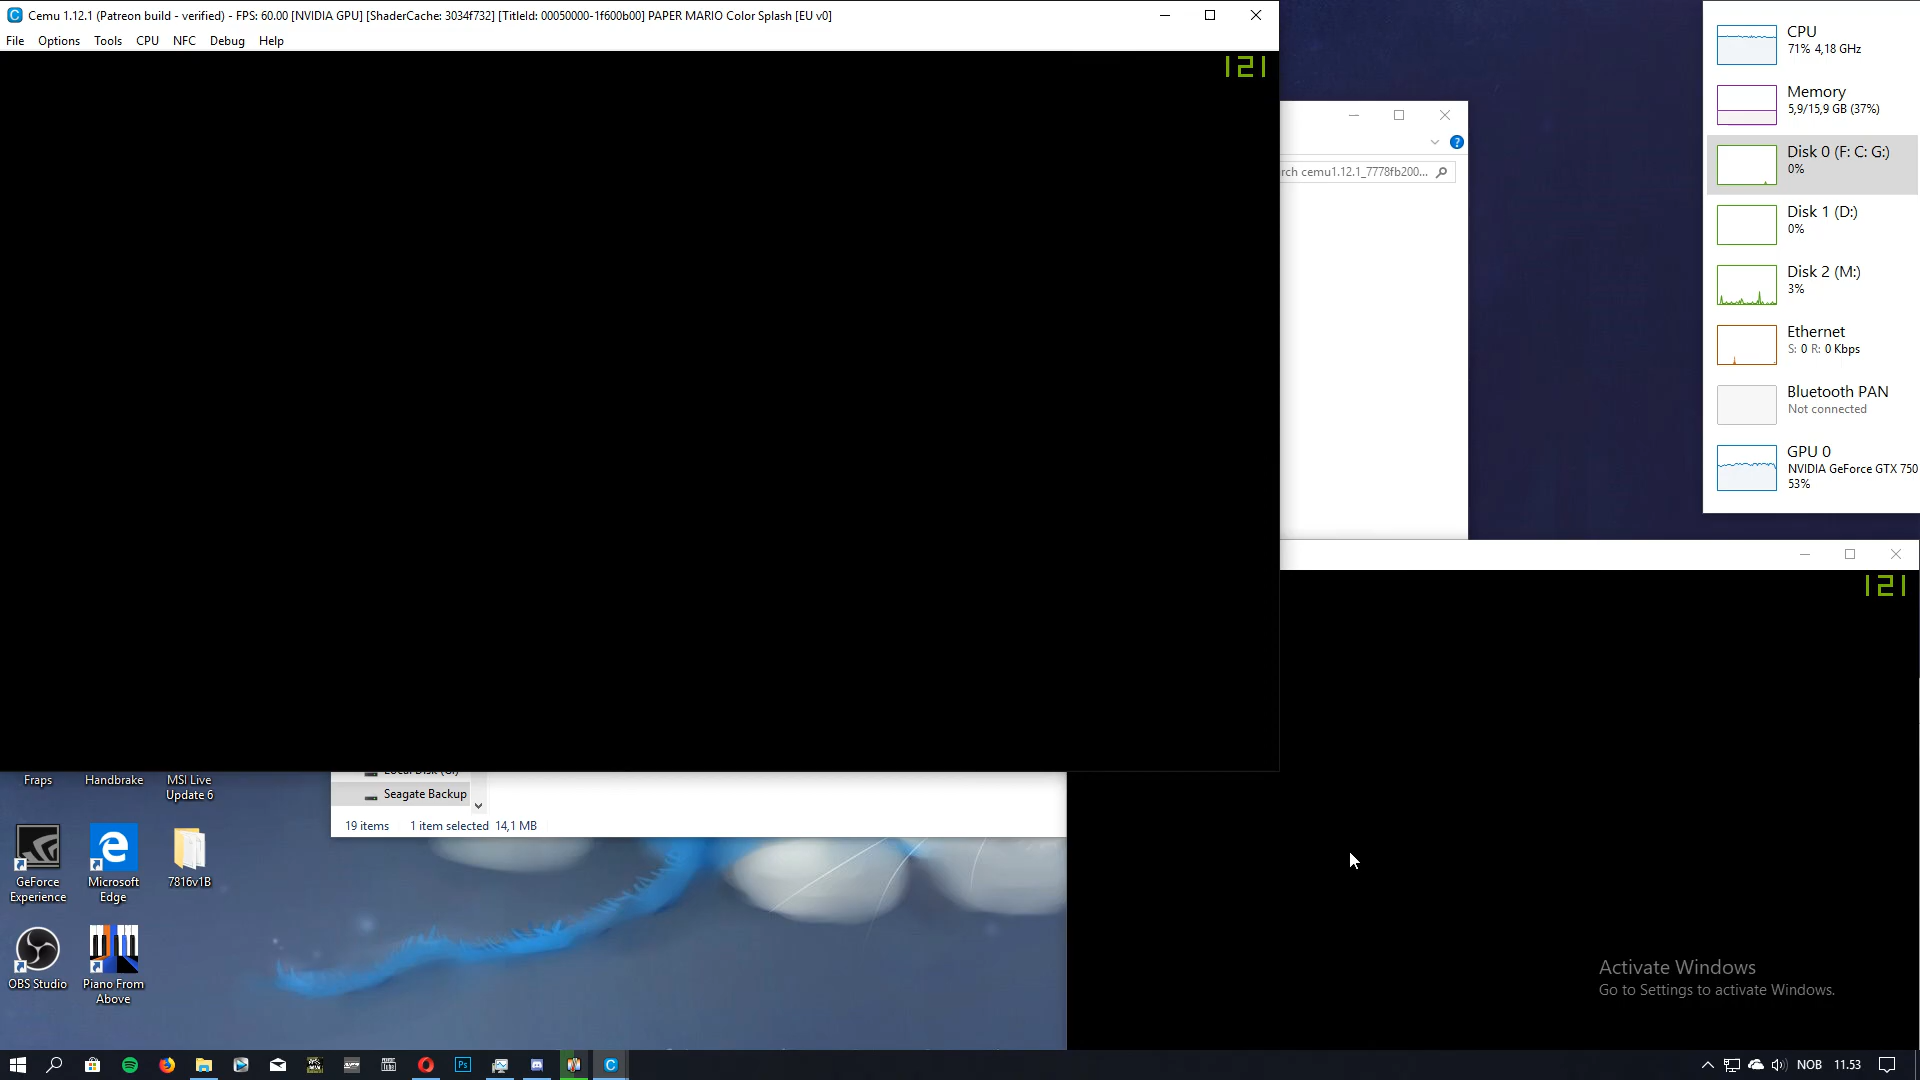 Cemu 1.12.1 (Patreon build - verified) - FPS: 60.00 [NVIDIA GPU] [ShaderCache: 3034f732] [TitleId: 00050000-1f600b00] PAPER MARIO Color Splash [EU v0]
File Options Tools CPU NFC Debug Help
121
rch cemu1.12.1_7778fb200...
CPU
71% 4,18 GHz
Memory
5,9/15,9 GB (37%)
Disk 0 (F: C: G:)
0%
Disk 1 (D:)
0%
Disk 2 (M:)
3%
Ethernet
S: 0 R: 0 Kbps
Bluetooth PAN
Not connected
GPU 0
NVIDIA GeForce GTX 750
53%
121
Local Disk (C:)
Seagate Backup
19 items 1 item selected 14,1 MB
Fraps
Handbrake
MSI Live
Update 6
GeForce
Experience
Microsoft
Edge
7816v1B
OBS Studio
Piano From
Above
Activate Windows
Go to Settings to activate Windows.
NOB 11.53